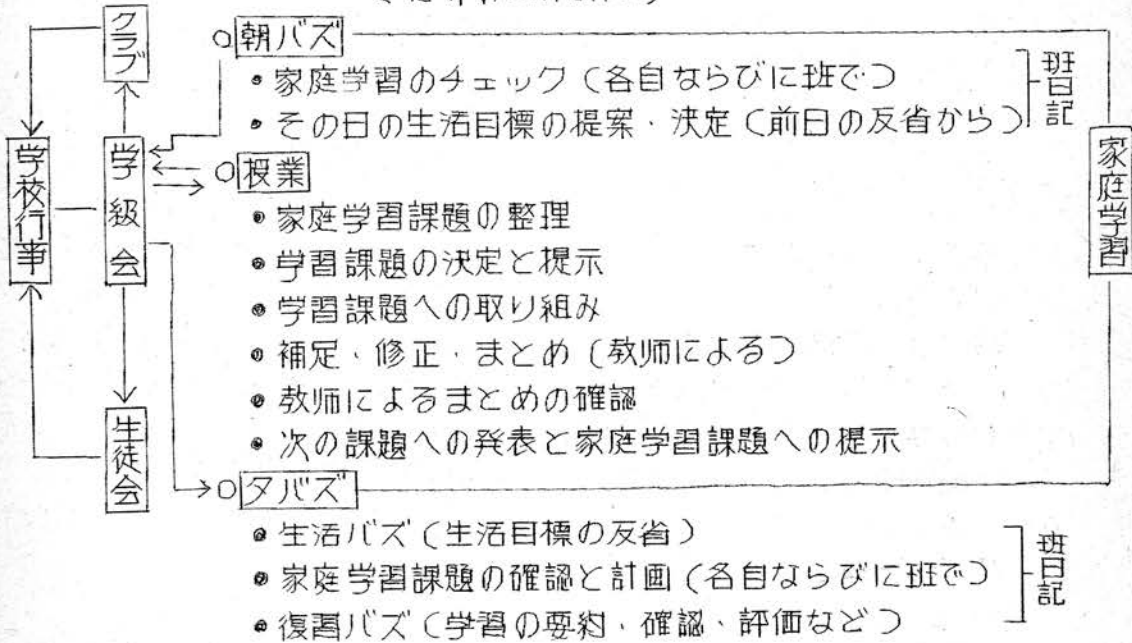 クラブ
学校行事
学級会
生徒会
○朝バズ
・家庭学習のチェック(各自ならびに班で)
・その日の生活目標の提案・決定(前日の反省から)
班日記
○授業
・家庭学習課題の整理
・学習課題の決定と提示
・学習課題への取り組み
・補足・修正・まとめ(教師による)
・教師によるまとめの確認
・次の課題への発表と家庭学習課題への提示
家庭学習
○夕バズ
・生活バズ(生活目標の反省)
・家庭学習課題の確認と計画(各自ならびに班で)
・復習バズ(学習の要約・確認・評価など)
班日記